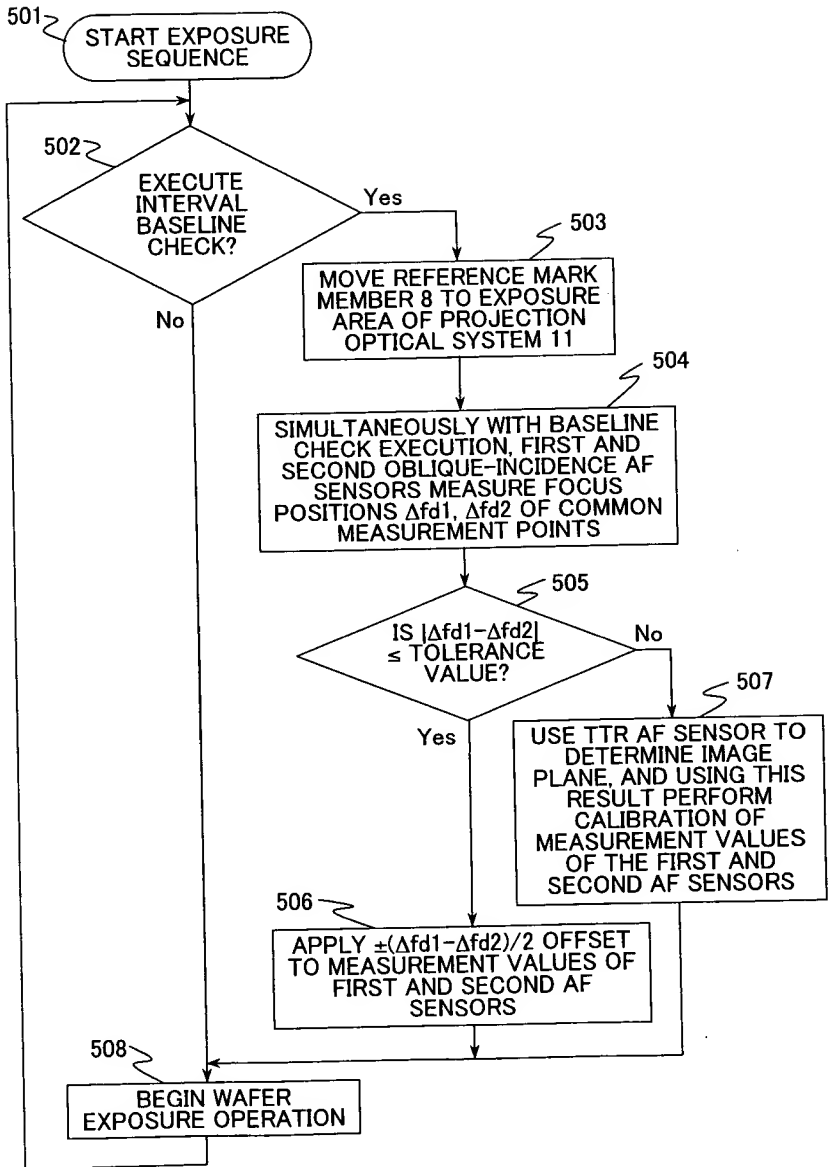 501
START EXPOSURE
SEQUENCE
502
EXECUTE
INTERVAL
BASELINE
CHECK?
Yes
No
503
MOVE REFERENCE MARK
MEMBER 8 TO EXPOSURE
AREA OF PROJECTION
OPTICAL SYSTEM 11
504
SIMULTANEOUSLY WITH BASELINE
CHECK EXECUTION, FIRST AND
SECOND OBLIQUE-INCIDENCE AF
SENSORS MEASURE FOCUS
POSITIONS Δfd1, Δfd2 OF COMMON
MEASUREMENT POINTS
505
IS |Δfd1-Δfd2|
≤ TOLERANCE
VALUE?
No
Yes
507
USE TTR AF SENSOR TO
DETERMINE IMAGE
PLANE, AND USING THIS
RESULT PERFORM
CALIBRATION OF
MEASUREMENT VALUES
OF THE FIRST AND
SECOND AF SENSORS
506
APPLY ±(Δfd1-Δfd2)/2 OFFSET
TO MEASUREMENT VALUES OF
FIRST AND SECOND AF
SENSORS
508
BEGIN WAFER
EXPOSURE OPERATION